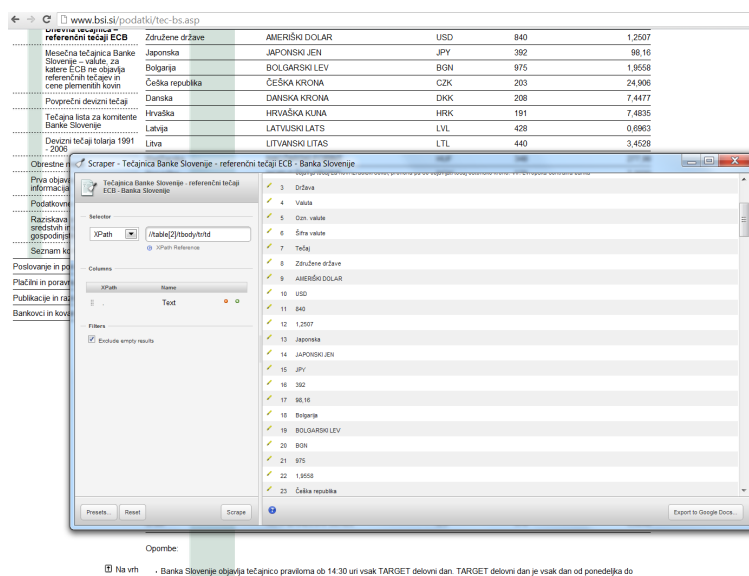 www.bsi.si/podatki/tec-bs.asp
Dnevna tečajnica –
referenčni tečaj ECB
Mesečna tečajnica Banke
Slovenije – valute, za
katere ECB ne objavlja
referenčnih tečajev in
cene plemenitih kovin
Povprečni devizni tečaji
Tečajna lista za komitente
Banke Slovenije
Devizni tečaji tolarja 1991
- 2006
Obrestne
Prva objava
informacija
Podatkovne
Raziskava
sredstvih in
gospodinjst
Seznam
Poslovanje in
Plačilni in poravn
Publikacije in
Bankovci in kova
Združene države AMERIŠKI DOLAR USD 840 1,2507
Japonska JAPONSKI JEN JPY 392 98,16
Bolgarija BOLGARSKI LEV BGN 975 1,9558
Češka republika ČEŠKA KRONA CZK 203 24,906
Danska DANSKA KRONA DKK 208 7,4477
Hrvaška HRVAŠKA KUNA HRK 191 7,4835
Latvija LATVIJSKI LATS LVL 428 0,6963
Litva LITVANSKI LITAS LTL 440 3,4528
Scraper - Tečajnica Banke Slovenije - referenčni tečaji ECB - Banka Slovenije
Tečajnica Banke Slovenije - referenčni tečaji
ECB - Banka Slovenije
Selector
XPath //table[2]/tbody/tr/td
XPath Reference
Columns
XPath Name
. Text
Filters
Exclude empty
results
Presets... Reset Scrape
3 Država
4 Valuta
5 Ozn. valute
6 Šifra valute
7 Tečaj
8 Združene države
9 AMERIŠKI DOLAR
10 USD
11 840
12 1,2507
13 Japonska
14 JAPONSKI JEN
15 JPY
16 392
17 98,16
18 Bolgarija
19 BOLGARSKI LEV
20 BGN
21 975
22 1,9558
23 Češka republika
Export to Google Docs...
Opombe:
Na vrh
Banka Slovenije objavlja tečajnico praviloma ob 14:30 uri vsak TARGET delovni dan. TARGET delovni dan je vsak dan od ponedeljka do